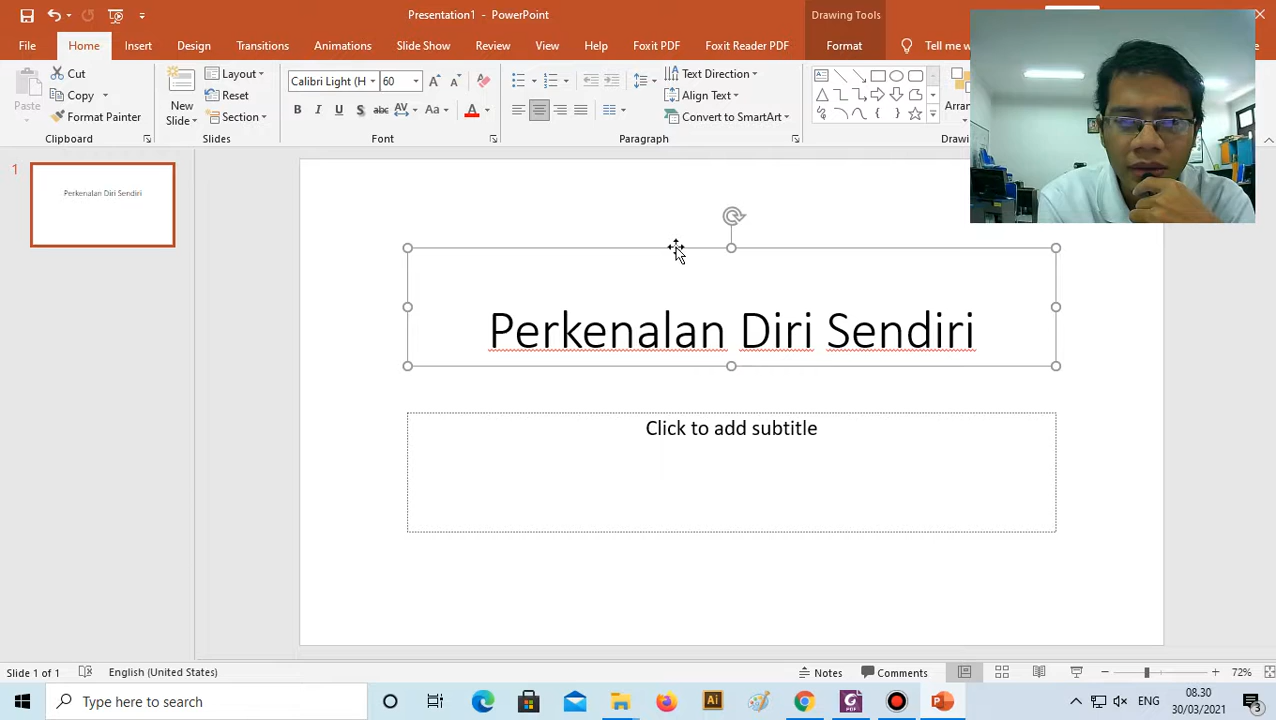 Presentation1 - PowerPoint
Drawing Tools
File Home Insert Design Transitions Animations Slide Show Review View Help Foxit PDF Foxit Reader PDF Format Tell me
Paste
Cut
Copy
Format Painter
Clipboard
New Slide
Layout
Reset
Section
Slides
Calibri Light (H 60
B I U S abc AV Aa A
Font
Text Direction
Align Text
Convert to SmartArt
Paragraph
Arran
Drawi
1
Perkenalan Diri Sendiri
Perkenalan Diri Sendiri
Click to add subtitle
Slide 1 of 1 English (United States) Notes Comments 72%
Type here to search
Ai
ENG
08.30
30/03/2021
3